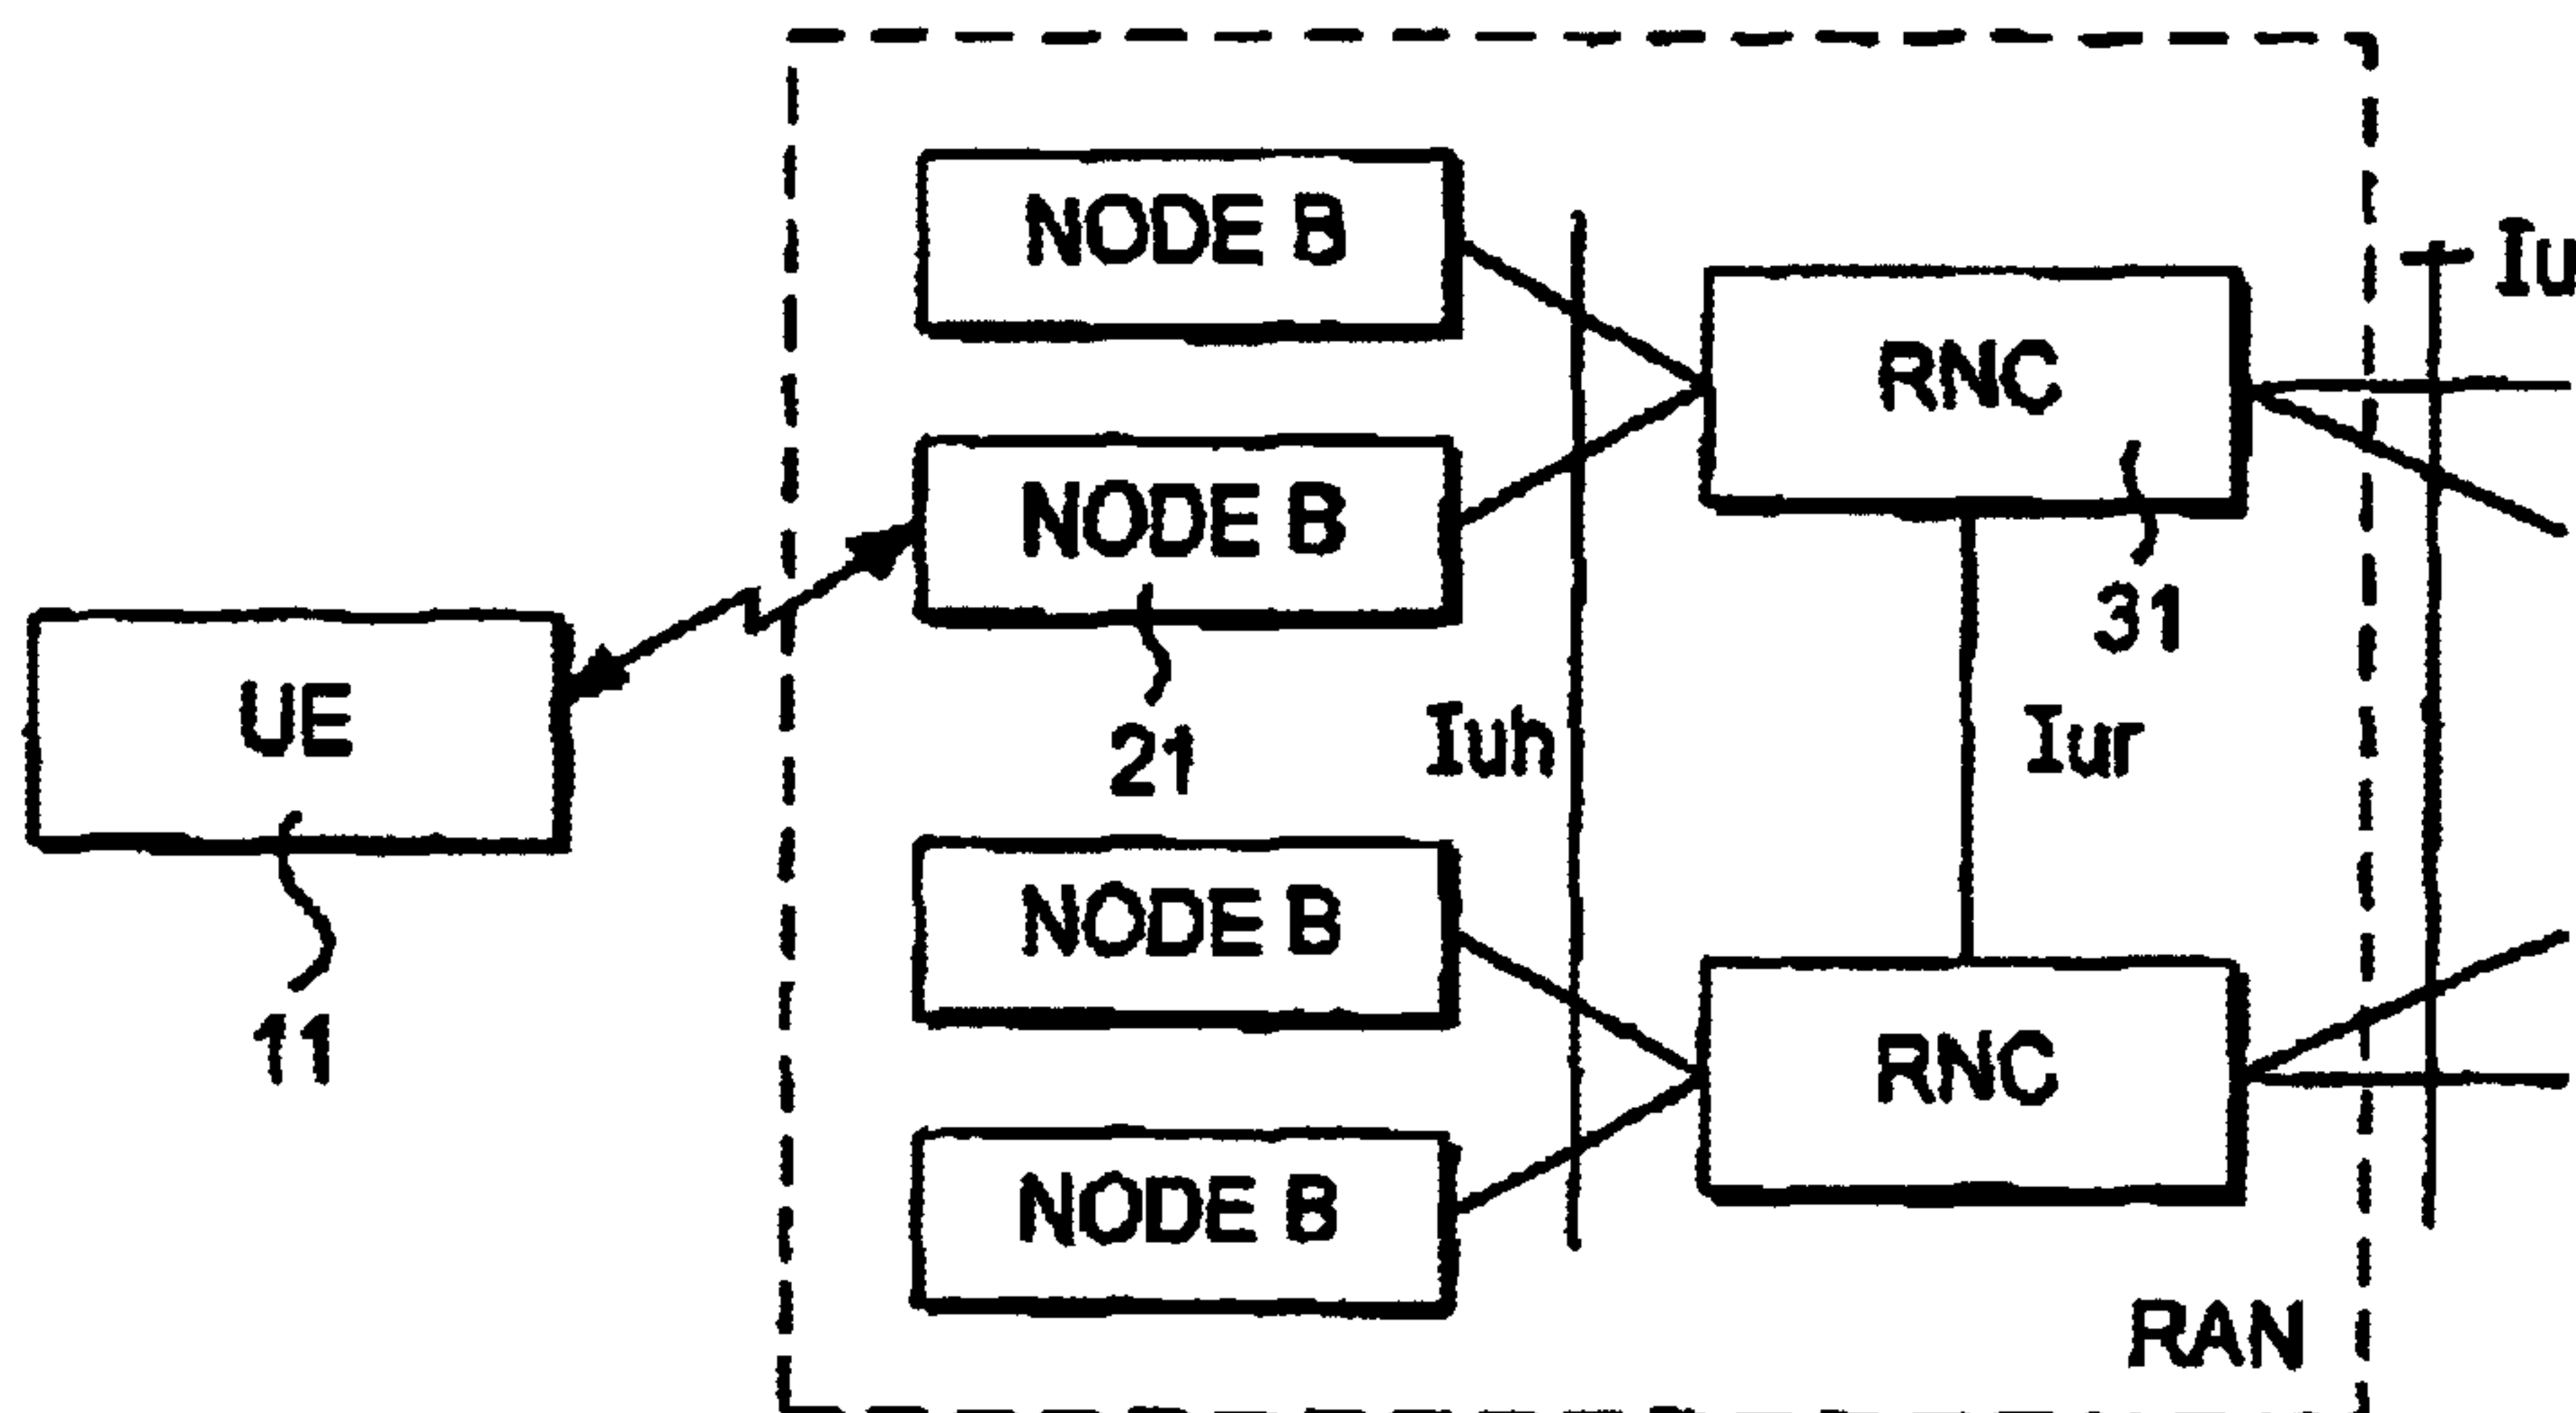 NODE B
Iu
RNC
NODE B
31
UE
21
Iuh
Iur
NODE B
11
RNC
NODE B
RAN